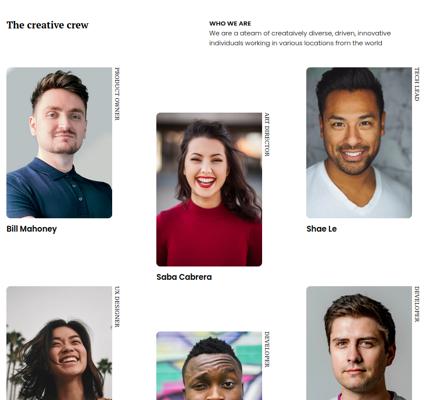 The creative crew
WHO WE ARE
We are a ateam of creataively diverse, driven, innovative
individuals working in various locations from the world
PRODUCT OWNER
Bill Mahoney
ART DIRECTOR
Saba Cabrera
TECH LEAD
Shae Le
UX DESIGNER
DEVELOPER
DEVELOPER